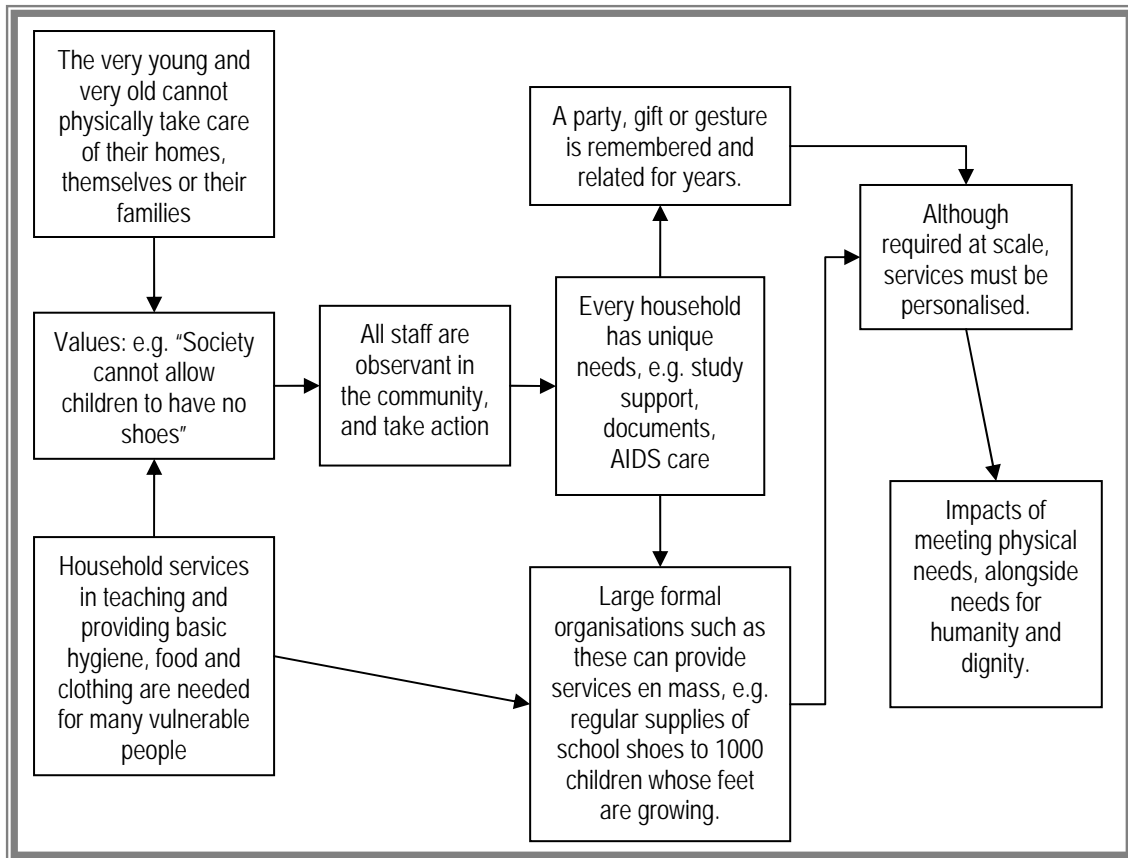 The very young and
very old cannot
physically take care
of their homes,
themselves or their
families
Values: e.g. “Society
cannot allow
children to have no
shoes”
Household services
in teaching and
providing basic
hygiene, food and
clothing are needed
for many vulnerable
people
All staff are
observant in
the community,
and take action
A party, gift or gesture
is remembered and
related for years.
Every household
has unique
needs, e.g. study
support,
documents,
AIDS care
Large formal
organisations such as
these can provide
services en mass, e.g.
regular supplies of
school shoes to 1000
children whose feet
are growing.
Although
required at scale,
services must be
personalised.
Impacts of
meeting physical
needs, alongside
needs for
humanity and
dignity.